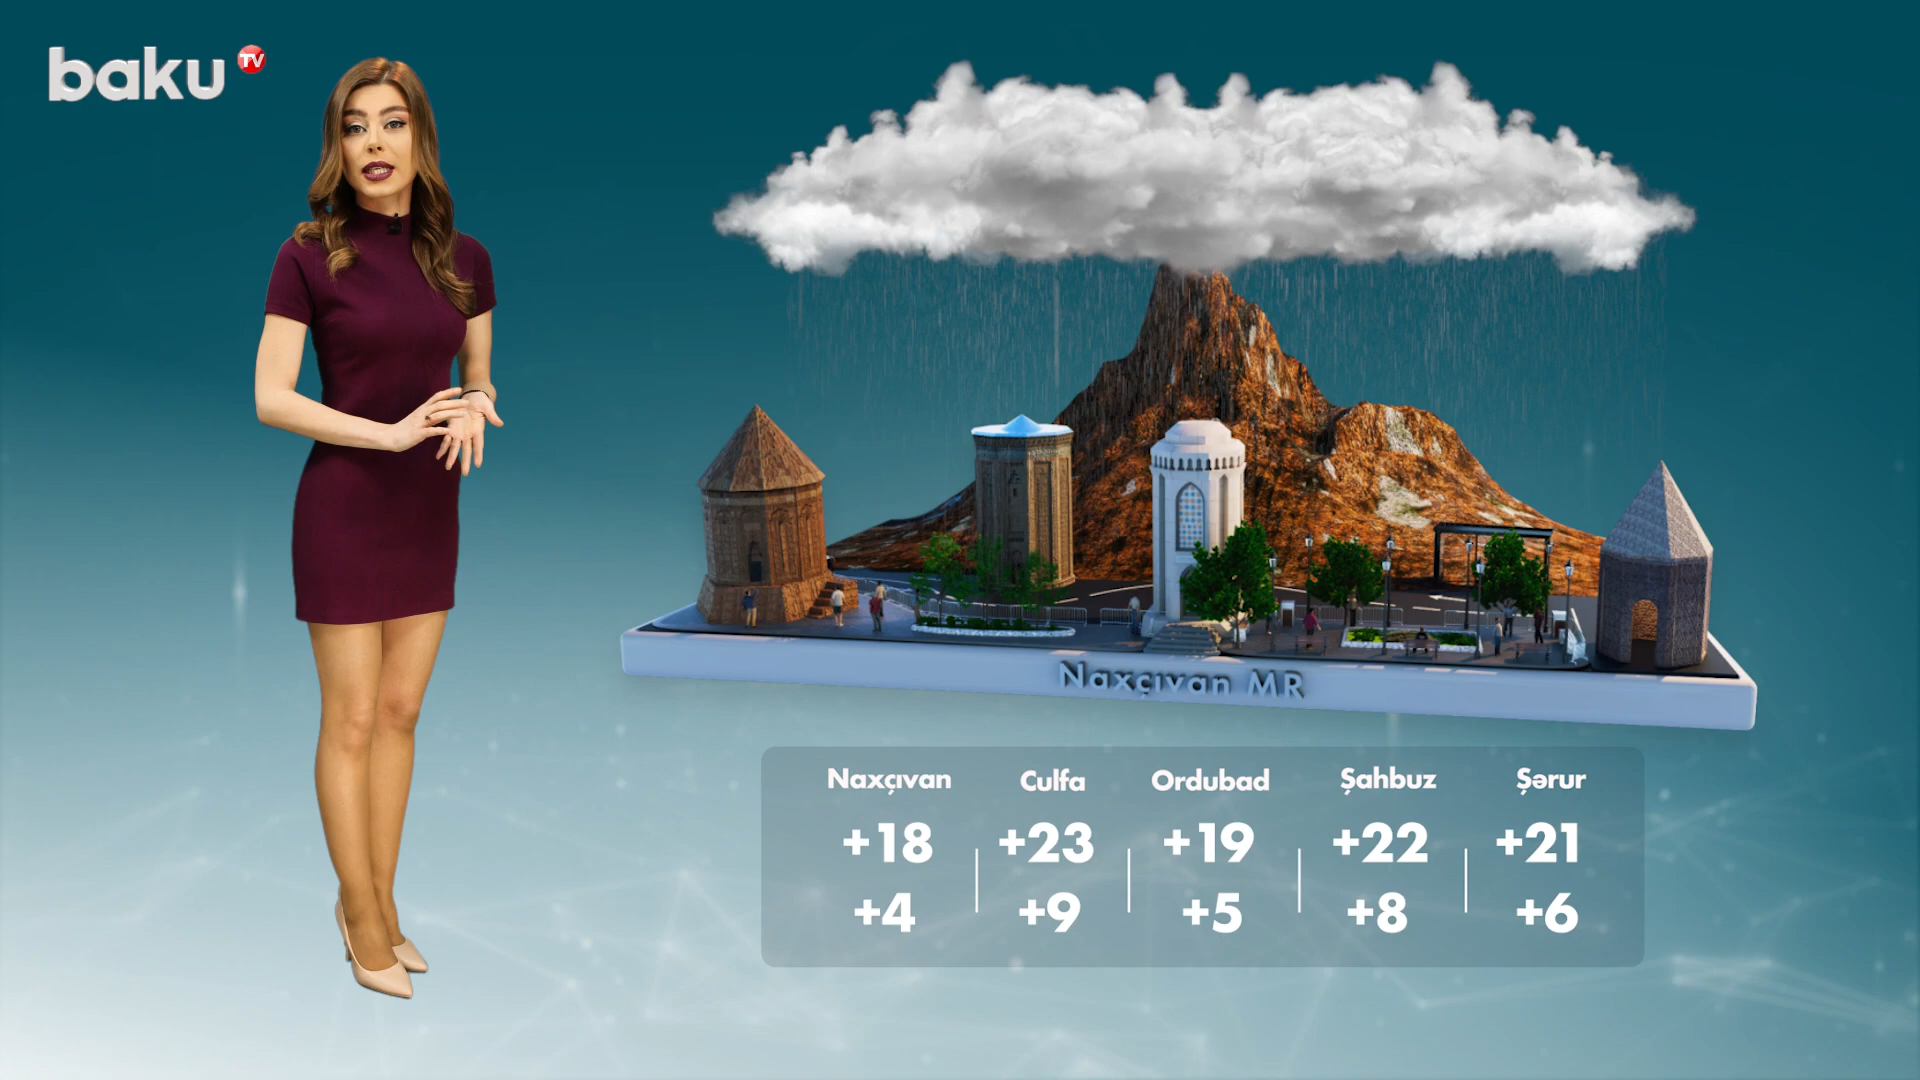 baku TV
Naxçıvan MR
Naxçıvan Culfa Ordubad Şahbuz Şərur
+18 +23 +19 +22 +21
+4 +9 +5 +8 +6